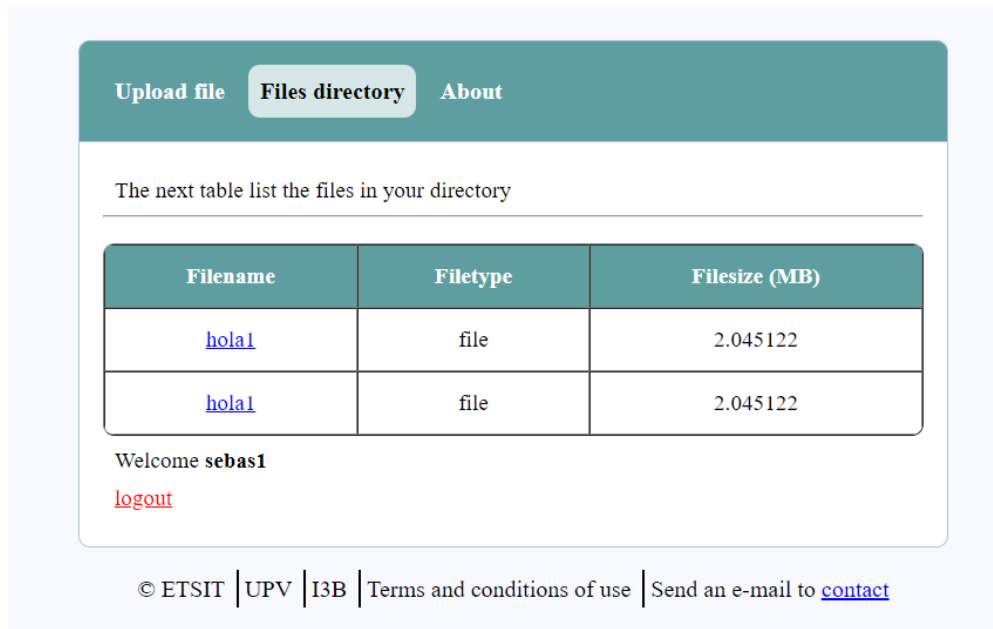 Upload file Files directory About
The next table list the files in your directory
Filename Filetype Filesize (MB)
hola1 file 2.045122
hola1 file 2.045122
Welcome sebas1
logout
© ETSIT UPV I3B Terms and conditions of use Send an e-mail to contact